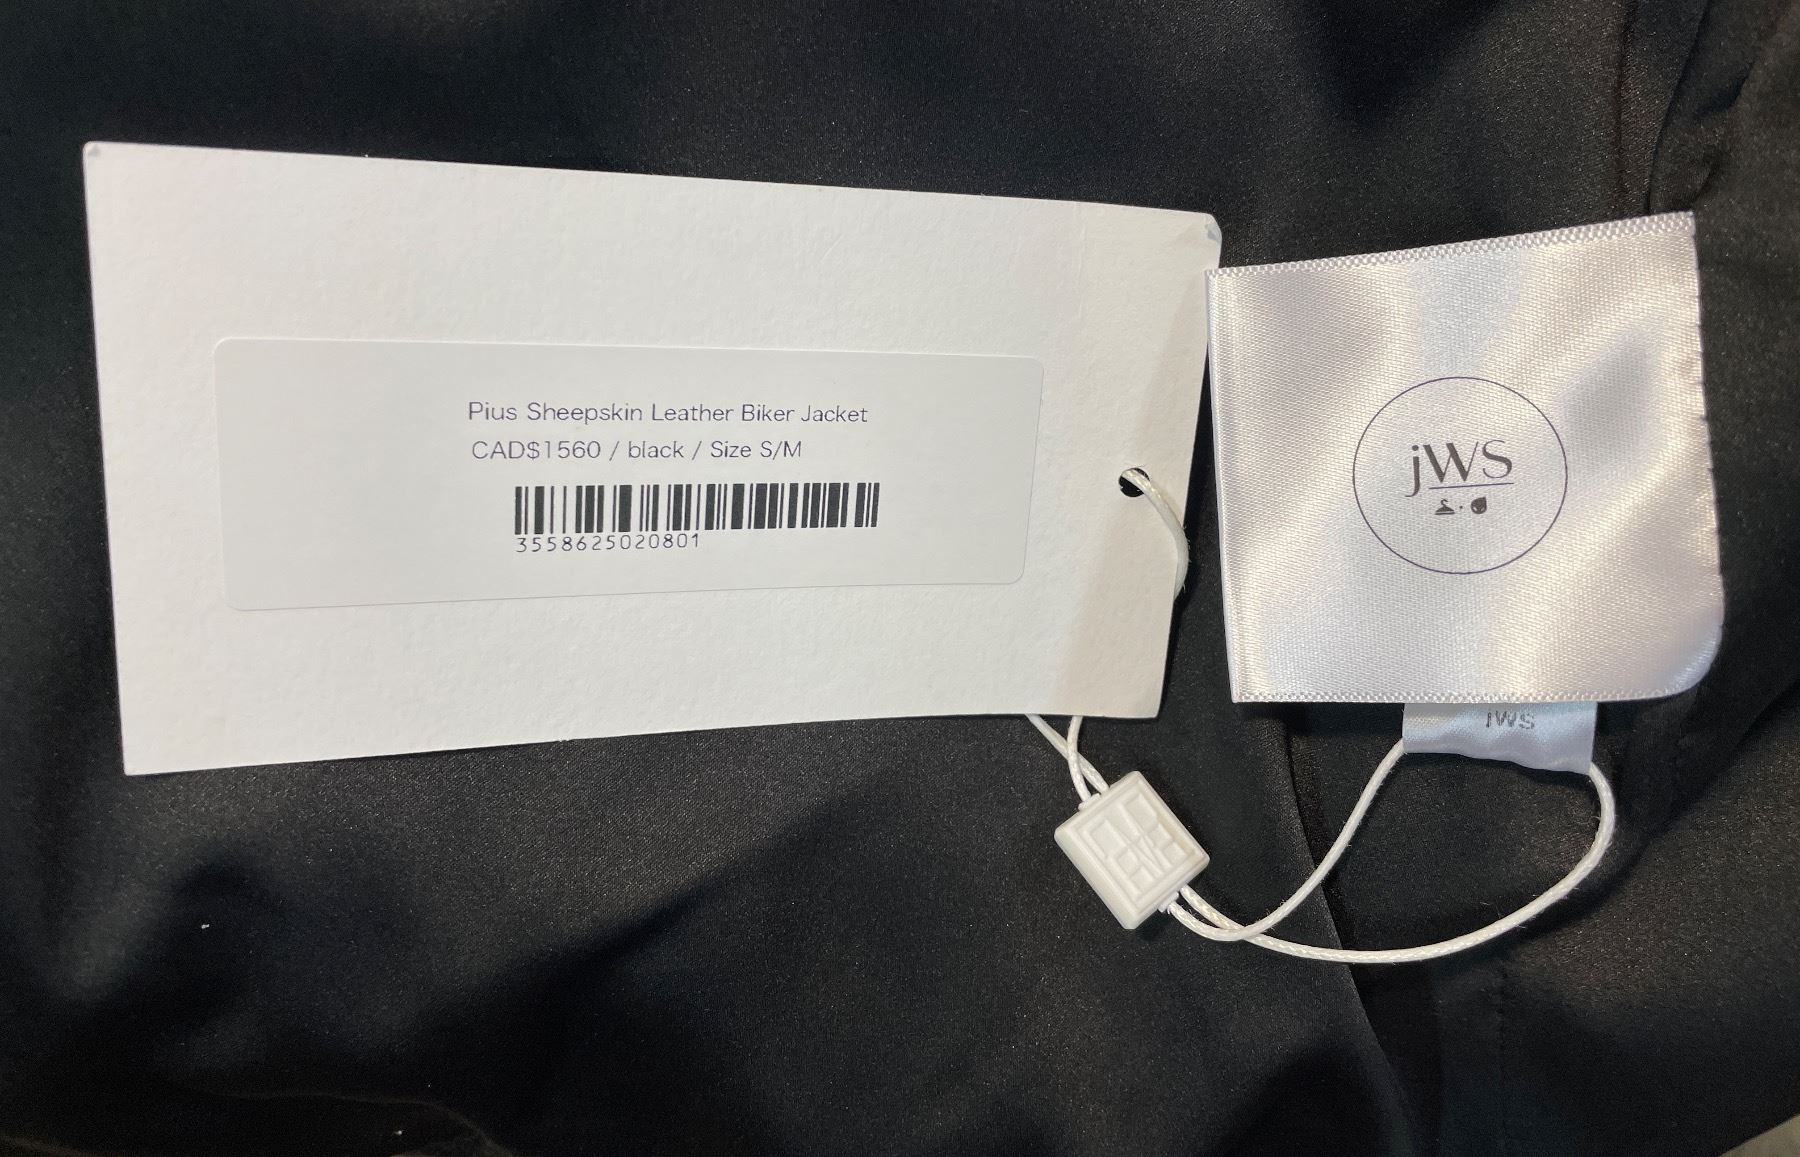 Pius Sheepskin Leather Biker Jacket
CAD$1560 / black / Size S/M
3558625020801
jWS
jWS